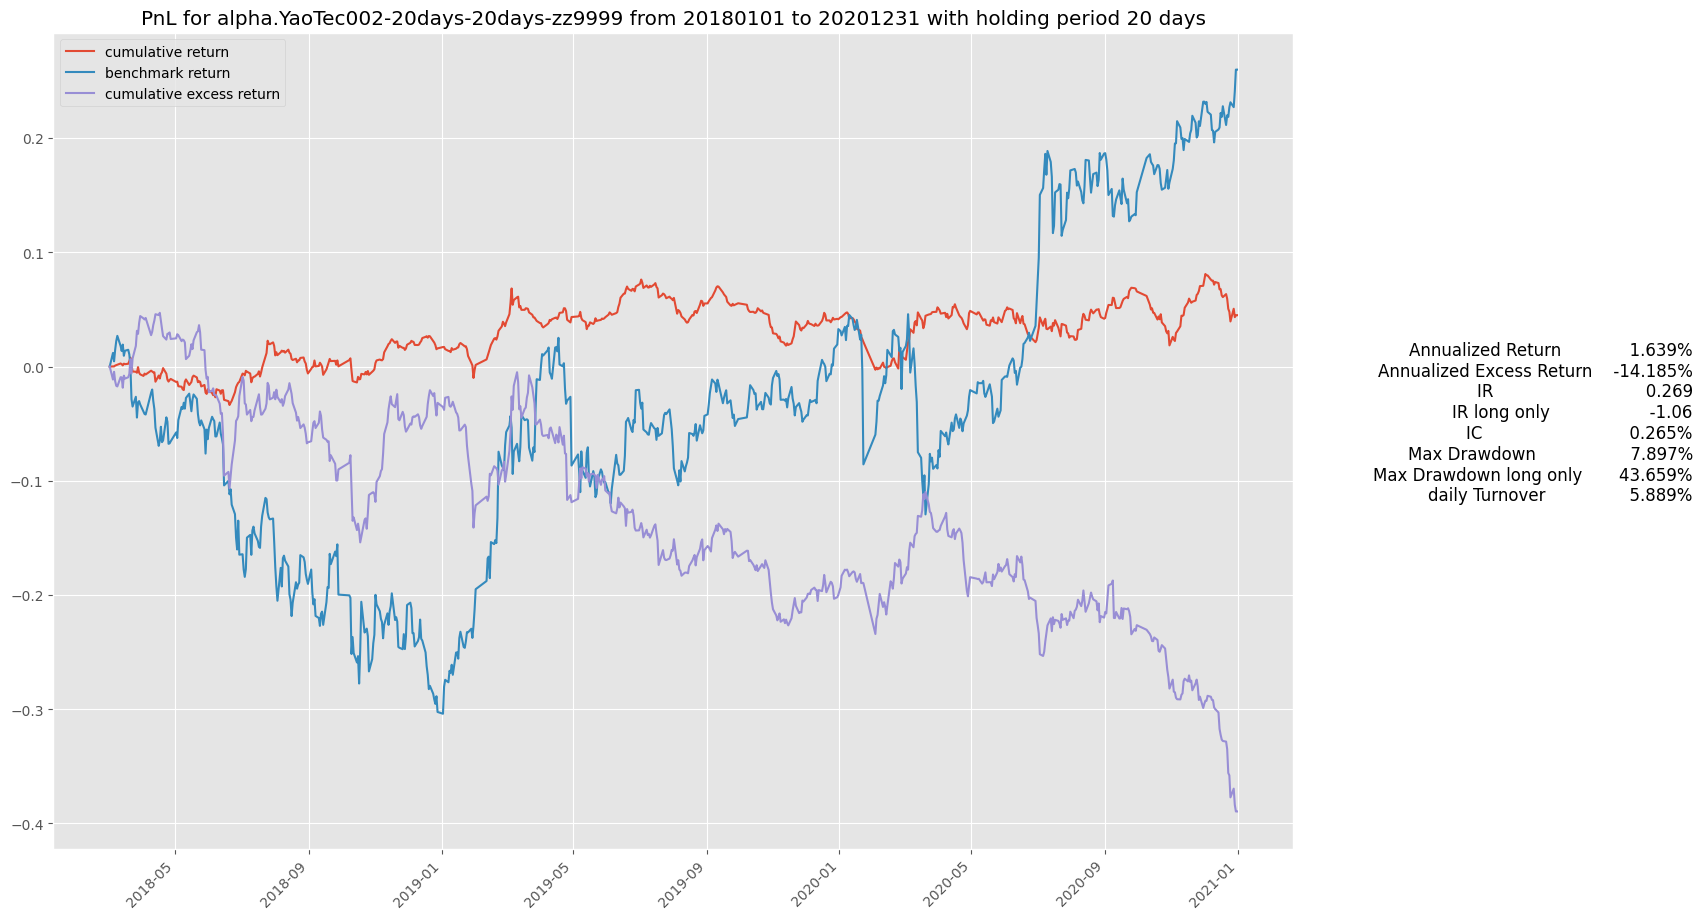 PnL for alpha.YaoTec002-20days-20days-zz9999 from 20180101 to 20201231 with holding period 20 days
cumulative return
benchmark return
cumulative excess return
0.2
0.1
0.0
−0.1
−0.2
−0.3
−0.4
2018-05
2018-09
2019-01
2019-05
2019-09
2020-01
2020-05
2020-09
2021-01
Annualized Return 1.639%
Annualized Excess Return -14.185%
IR 0.269
IR long only -1.06
IC 0.265%
Max Drawdown 7.897%
Max Drawdown long only 43.659%
daily Turnover 5.889%